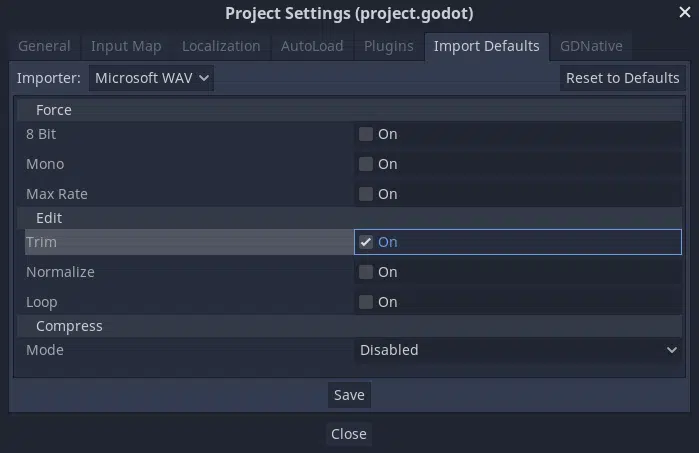 Project Settings (project.godot)
General Input Map Localization AutoLoad Plugins Import Defaults GDNative
Importer: Microsoft WAV Reset to Defaults
Force
8 Bit On
Mono On
Max Rate On
Edit
Trim On
Normalize On
Loop On
Compress
Mode Disabled
Save
Close